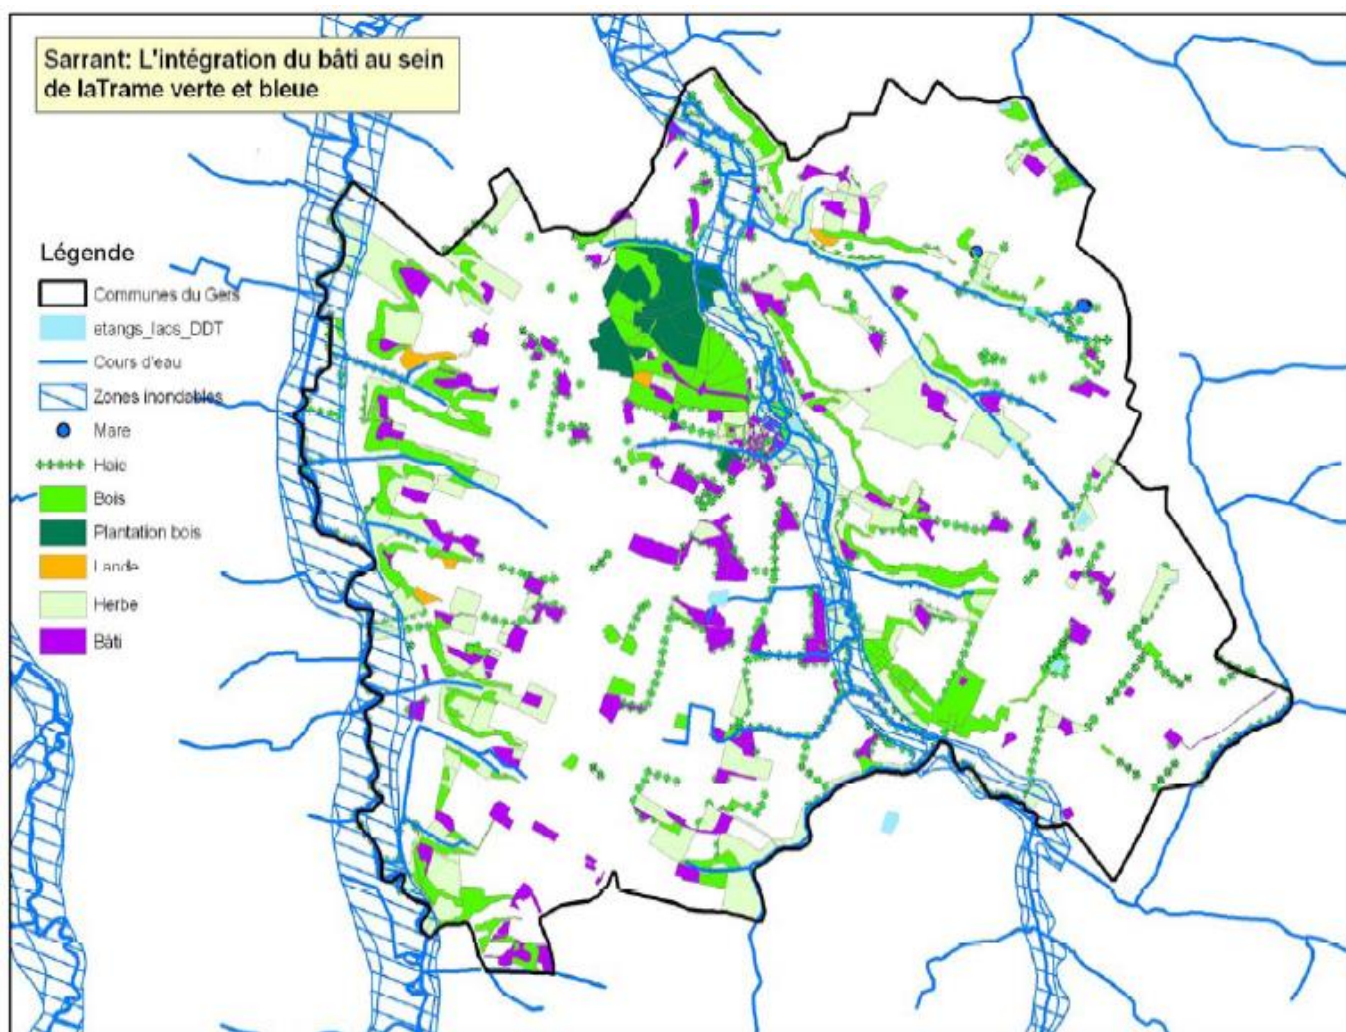 Sarrant: L'intégration du bâti au sein
de laTrame verte et bleue
Légende
Communes du Gers
etangs_lacs_DDT
Cours d'eau
Zones inondables
Mare
Haie
Bois
Plantation bois
Lande
Herbe
Bâti